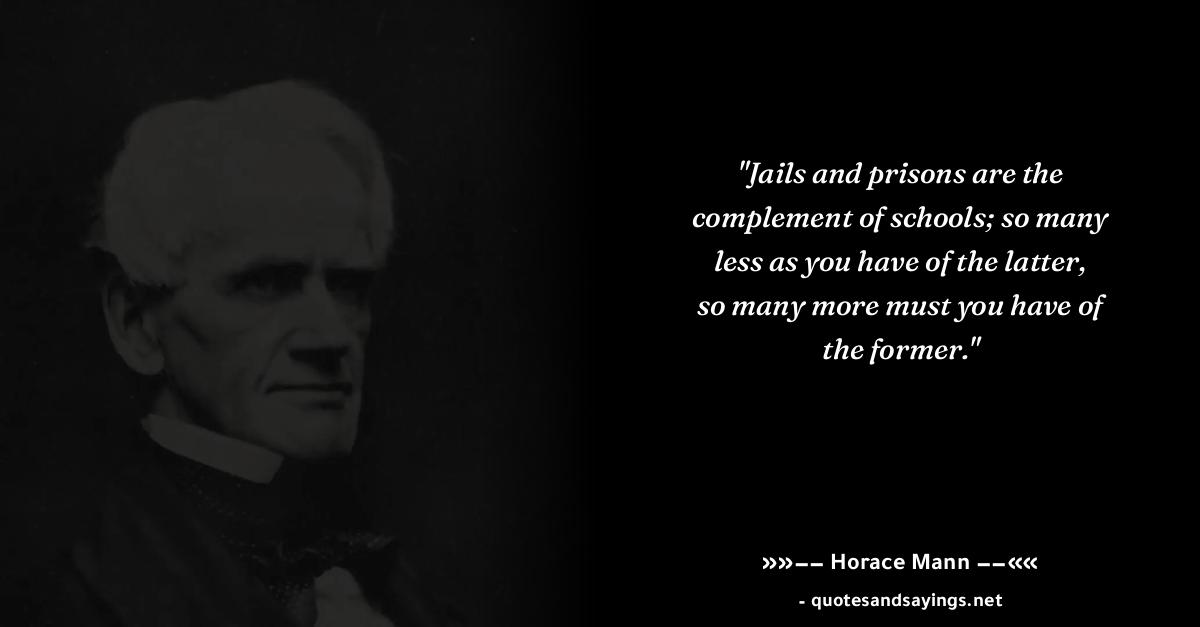 "Jails and prisons are the
complement of schools; so many
less as you have of the latter,
so many more must you have of
the former."
»»−− Horace Mann −−««
- quotesandsayings.net